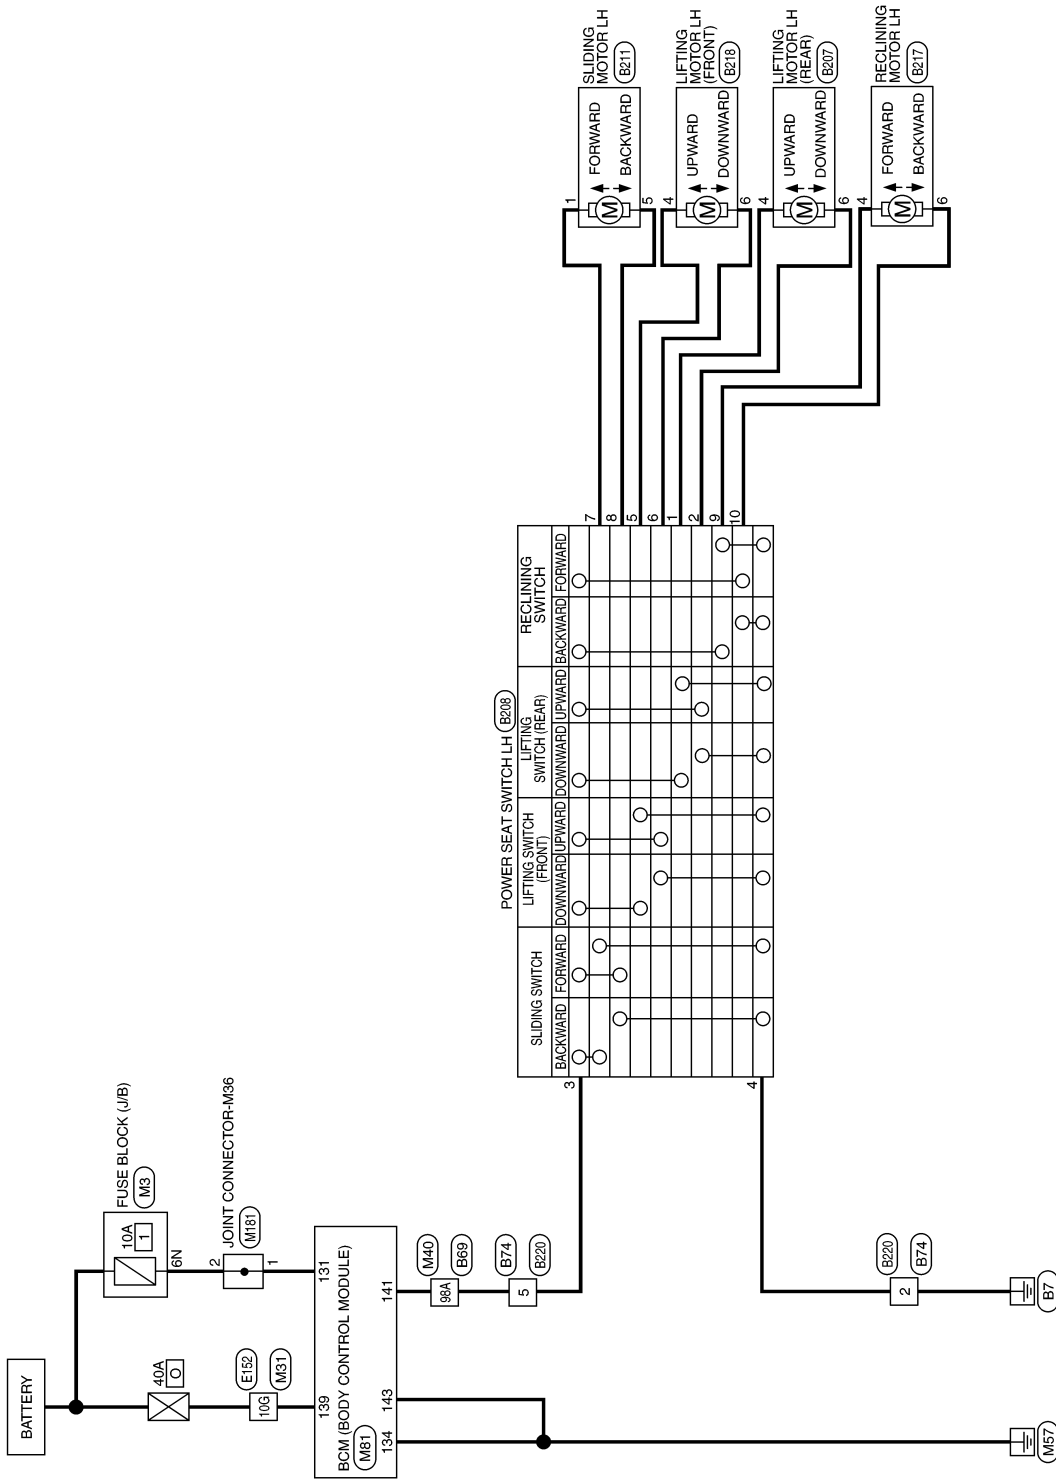 BATTERY
40A
O
E152
10G
M31
139
10A
1
FUSE BLOCK (J/B)
M3
6N
2
JOINT CONNECTOR-M36
M181
1
131
BCM (BODY CONTROL MODULE)
M81
134
143
141
M57
98A
M40
B69
5
B74
B220
2
B220
B74
B7
3
4
POWER SEAT SWITCH LH
B208
SLIDING SWITCH
BACKWARD
FORWARD
LIFTING SWITCH
(FRONT)
DOWNWARD
UPWARD
LIFTING
SWITCH (REAR)
DOWNWARD
UPWARD
RECLINING
SWITCH
BACKWARD
FORWARD
7
8
5
6
1
2
9
10
1
5
M
FORWARD
BACKWARD
SLIDING
MOTOR LH
B211
4
6
M
UPWARD
DOWNWARD
LIFTING
MOTOR LH
(FRONT)
B218
4
6
M
UPWARD
DOWNWARD
LIFTING
MOTOR LH
(REAR)
B207
4
6
M
FORWARD
BACKWARD
RECLINING
MOTOR LH
B217